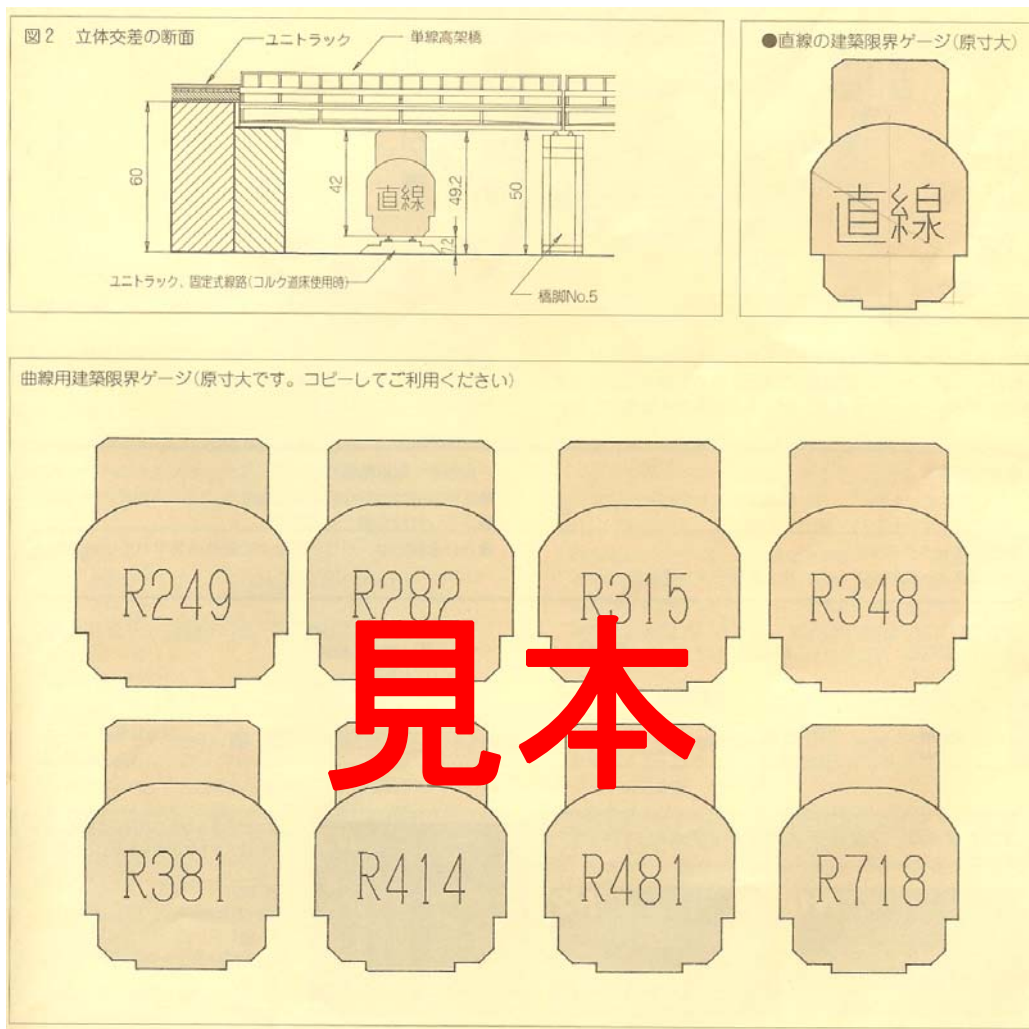 図2 立体交差の断面
ユニトラック
単線高架橋
60
42
直線
49.2
7.2
50
ユニトラック、固定式線路(コルク道床使用時)
橋脚No.5
●直線の建築限界ゲージ(原寸大)
直線
曲線用建築限界ゲージ(原寸大です。コピーしてご利用ください)
R249
R282
R315
R348
見本
R381
R414
R481
R718